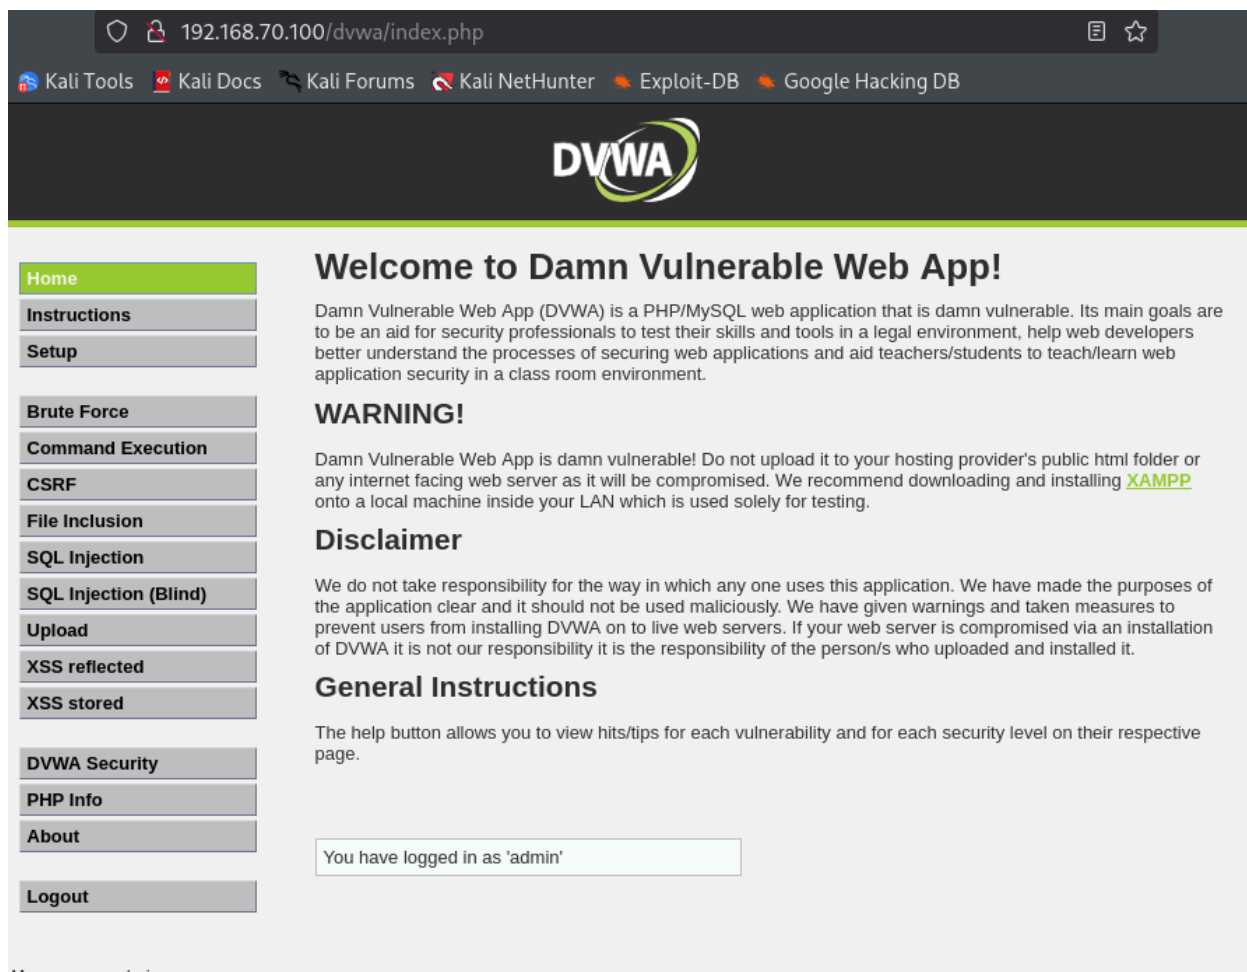 192.168.70.100/dvwa/index.php
Kali Tools Kali Docs Kali Forums Kali NetHunter Exploit-DB Google Hacking DB
DVWA
Home
Instructions
Setup
Brute Force
Command Execution
CSRF
File Inclusion
SQL Injection
SQL Injection (Blind)
Upload
XSS reflected
XSS stored
DVWA Security
PHP Info
About
Logout
Welcome to Damn Vulnerable Web App!
Damn Vulnerable Web App (DVWA) is a PHP/MySQL web application that is damn vulnerable. Its main goals are
to be an aid for security professionals to test their skills and tools in a legal environment, help web developers
better understand the processes of securing web applications and aid teachers/students to teach/learn web
application security in a class room environment.
WARNING!
Damn Vulnerable Web App is damn vulnerable! Do not upload it to your hosting provider's public html folder or
any internet facing web server as it will be compromised. We recommend downloading and installing XAMPP
onto a local machine inside your LAN which is used solely for testing.
Disclaimer
We do not take responsibility for the way in which any one uses this application. We have made the purposes of
the application clear and it should not be used maliciously. We have given warnings and taken measures to
prevent users from installing DVWA on to live web servers. If your web server is compromised via an installation
of DVWA it is not our responsibility it is the responsibility of the person/s who uploaded and installed it.
General Instructions
The help button allows you to view hits/tips for each vulnerability and for each security level on their respective
page.
You have logged in as 'admin'